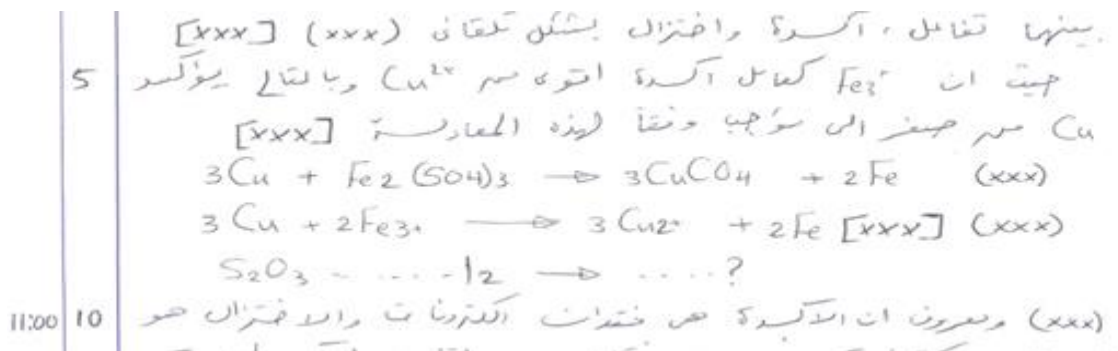 بينهما تفاعل، أكسدة واختزال بشكل تلقائي (xxx) [xxx]
5 حيث ان Fe3+ كعامل أكسدة اقوى من Cu2+ وبالتالي يؤكسد
Cu من صفر الى موجب وفقا لهذه المعادلة [xxx]
3Cu + Fe2(SO4)3 → 3CuCO4 + 2Fe (xxx)
3Cu + 2Fe3+ → 3Cu2+ + 2Fe [xxx] (xxx)
S2O3 - ..... - I2 → ....?
11:00 10 (xxx) ومعروف ان الأكسدة هي فقدان الكترونات والاختزال هو